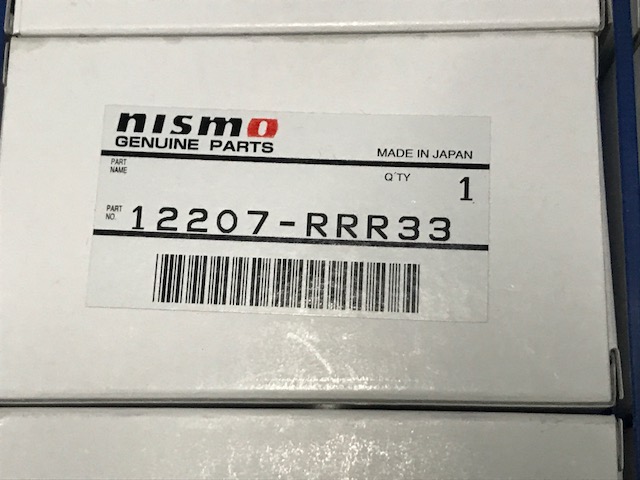 nismo
GENUINE PARTS
MADE IN JAPAN
PART
NAME
Q'TY
1
PART
NO.
12207-RRR33